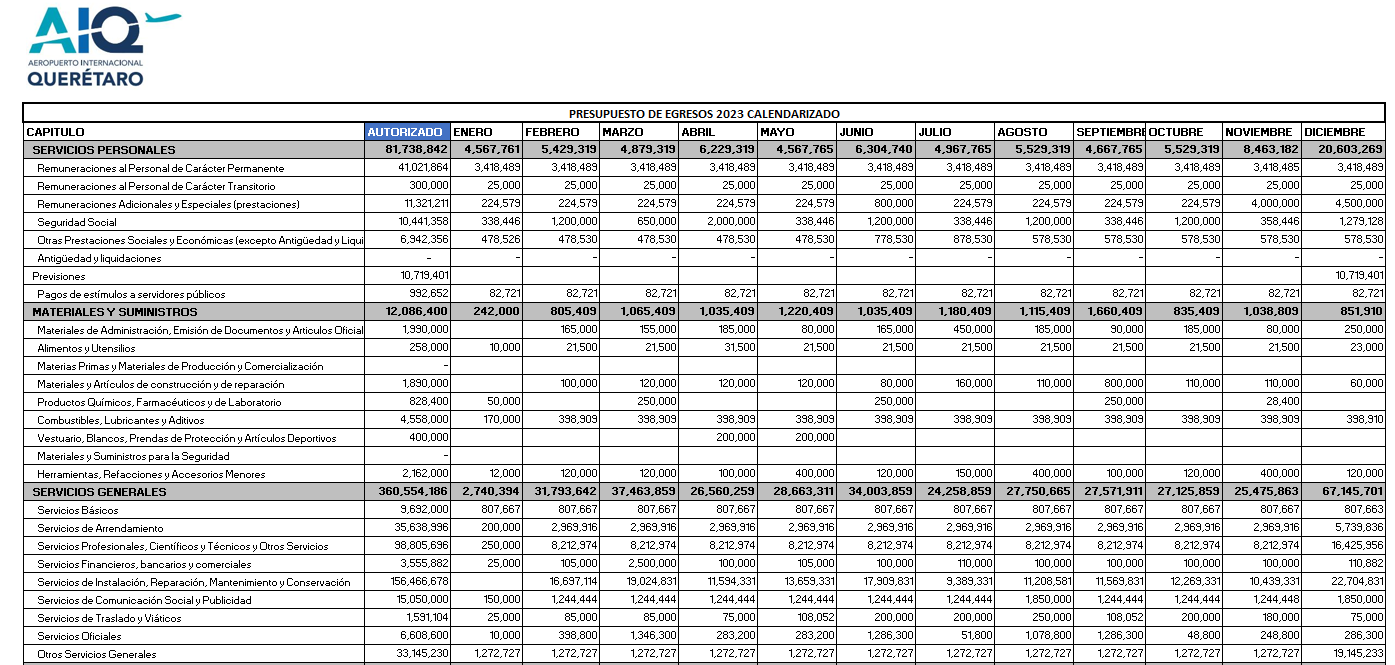 AIQ
AEROPUERTO INTERNACIONAL
QUERÉTARO
PRESUPUESTO DE EGRESOS 2023 CALENDARIZADO
CAPITULO AUTORIZADO ENERO FEBRERO MARZO ABRIL MAYO JUNIO JULIO AGOSTO SEPTIEMBRE OCTUBRE NOVIEMBRE DICIEMBRE
SERVICIOS PERSONALES 81,738,842 4,567,761 5,429,319 4,879,319 6,229,319 4,567,765 6,304,740 4,967,765 5,529,319 4,667,765 5,529,319 8,463,182 20,603,269
Remuneraciones al Personal de Carácter Permanente 41,021,864 3,418,489 3,418,489 3,418,489 3,418,489 3,418,489 3,418,489 3,418,489 3,418,489 3,418,489 3,418,489 3,418,485 3,418,489
Remuneraciones al Personal de Carácter Transitorio 300,000 25,000 25,000 25,000 25,000 25,000 25,000 25,000 25,000 25,000 25,000 25,000 25,000
Remuneraciones Adicionales y Especiales (prestaciones) 11,321,211 224,579 224,579 224,579 224,579 224,579 800,000 224,579 224,579 224,579 224,579 4,000,000 4,500,000
Seguridad Social 10,441,358 338,446 1,200,000 650,000 2,000,000 338,446 1,200,000 338,446 1,200,000 338,446 1,200,000 358,446 1,279,128
Otras Prestaciones Sociales y Económicas (excepto Antigüedad y Liqui 6,942,356 478,526 478,530 478,530 478,530 478,530 778,530 878,530 578,530 578,530 578,530 578,530 578,530
Antigüedad y liquidaciones - - - - - - - - - - - - -
Previsiones 10,719,401 10,719,401
Pagos de estímulos a servidores públicos 992,652 82,721 82,721 82,721 82,721 82,721 82,721 82,721 82,721 82,721 82,721 82,721 82,721
MATERIALES Y SUMINISTROS 12,086,400 242,000 805,409 1,065,409 1,035,409 1,220,409 1,035,409 1,180,409 1,115,409 1,660,409 835,409 1,038,809 851,910
Materiales de Administración, Emisión de Documentos y Articulos Oficial 1,990,000 165,000 155,000 185,000 80,000 165,000 450,000 185,000 90,000 185,000 80,000 250,000
Alimentos y Utensilios 258,000 10,000 21,500 21,500 31,500 21,500 21,500 21,500 21,500 21,500 21,500 21,500 23,000
Materias Primas y Materiales de Producción y Comercialización -
Materiales y Artículos de construcción y de reparación 1,890,000 100,000 120,000 120,000 120,000 80,000 160,000 110,000 800,000 110,000 110,000 60,000
Productos Químicos, Farmacéuticos y de Laboratorio 828,400 50,000 250,000 250,000 250,000 28,400
Combustibles, Lubricantes y Aditivos 4,558,000 170,000 398,909 398,909 398,909 398,909 398,909 398,909 398,909 398,909 398,909 398,909 398,910
Vestuario, Blancos, Prendas de Protección y Artículos Deportivos 400,000 200,000 200,000
Materiales y Suministros para la Seguridad -
Herramientas, Refacciones y Accesorios Menores 2,162,000 12,000 120,000 120,000 100,000 400,000 120,000 150,000 400,000 100,000 120,000 400,000 120,000
SERVICIOS GENERALES 360,554,186 2,740,394 31,793,642 37,463,859 26,560,259 28,663,311 34,003,859 24,258,859 27,750,665 27,571,911 27,125,859 25,475,863 67,145,701
Servicios Básicos 9,692,000 807,667 807,667 807,667 807,667 807,667 807,667 807,667 807,667 807,667 807,667 807,667 807,663
Servicios de Arrendamiento 35,638,996 200,000 2,969,916 2,969,916 2,969,916 2,969,916 2,969,916 2,969,916 2,969,916 2,969,916 2,969,916 2,969,916 5,739,836
Servicios Profesionales, Científicos y Técnicos y Otros Servicios 98,805,696 250,000 8,212,974 8,212,974 8,212,974 8,212,974 8,212,974 8,212,974 8,212,974 8,212,974 8,212,974 8,212,974 16,425,956
Servicios Financieros, bancarios y comerciales 3,555,882 25,000 105,000 2,500,000 100,000 105,000 100,000 110,000 100,000 100,000 100,000 100,000 110,882
Servicios de Instalación, Reparación, Mantenimiento y Conservación 156,466,678 16,697,114 19,024,831 11,594,331 13,659,331 17,909,831 9,389,331 11,208,581 11,569,831 12,269,331 10,439,331 22,704,831
Servicios de Comunicación Social y Publicidad 15,050,000 150,000 1,244,444 1,244,444 1,244,444 1,244,444 1,244,444 1,244,444 1,850,000 1,244,444 1,244,444 1,244,448 1,850,000
Servicios de Traslado y Viáticos 1,591,104 25,000 85,000 85,000 75,000 108,052 200,000 200,000 250,000 108,052 200,000 180,000 75,000
Servicios Oficiales 6,608,600 10,000 398,800 1,346,300 283,200 283,200 1,286,300 51,800 1,078,800 1,286,300 48,800 248,800 286,300
Otros Servicios Generales 33,145,230 1,272,727 1,272,727 1,272,727 1,272,727 1,272,727 1,272,727 1,272,727 1,272,727 1,272,727 1,272,727 1,272,727 19,145,233